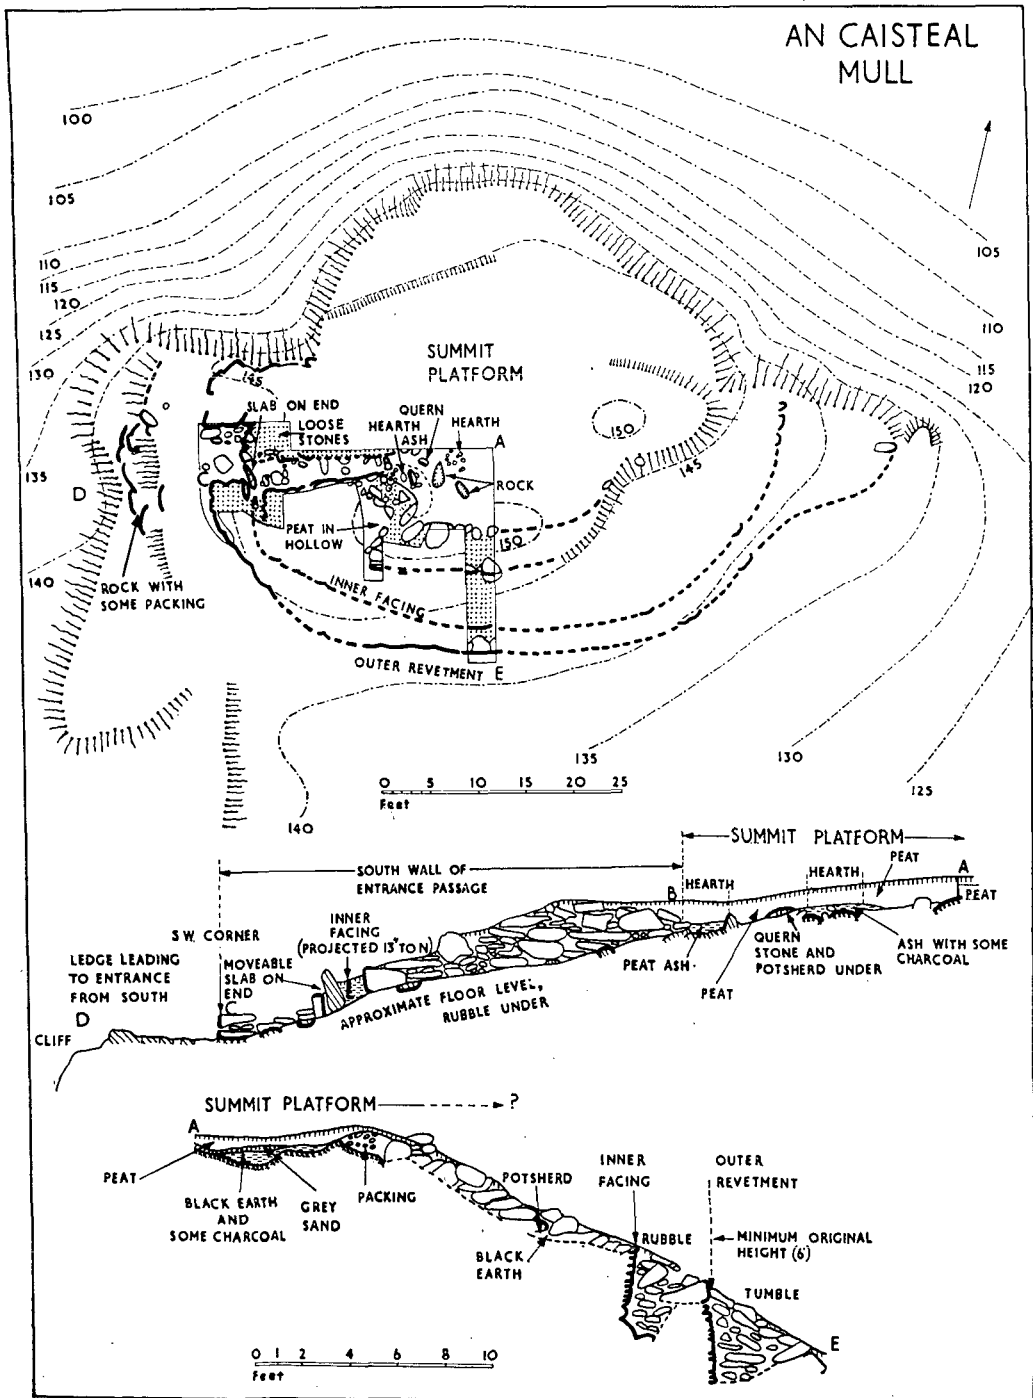 AN CAISTEAL
MULL
100
105
110
115
120
125
130
135
D
140
105
110
115
120
145
SUMMIT
PLATFORM
SLAB ON END
LOOSE
STONES
QUERN
HEARTH
ASH
HEARTH
A
150
145
ROCK
PEAT IN
HOLLOW
150
ROCK WITH
SOME PACKING
INNER FACING
OUTER REVETMENT
E
135
130
125
140
0 5 10 15 20 25
Feet
SUMMIT PLATFORM
SOUTH WALL OF
ENTRANCE PASSAGE
B
HEARTH
HEARTH
PEAT
A
PEAT
S.W. CORNER
INNER
FACING
(PROJECTED 13" TO N)
LEDGE LEADING
TO ENTRANCE
FROM SOUTH
MOVEABLE
SLAB ON
END
C
D
CLIFF
APPROXIMATE FLOOR LEVEL,
RUBBLE UNDER
PEAT ASH
PEAT
QUERN
STONE AND
POTSHERD UNDER
ASH WITH SOME
CHARCOAL
SUMMIT PLATFORM ?
A
PEAT
BLACK EARTH
AND
SOME CHARCOAL
GREY
SAND
PACKING
POTSHERD
BLACK
EARTH
INNER
FACING
RUBBLE
OUTER
REVETMENT
MINIMUM ORIGINAL
HEIGHT (6')
TUMBLE
E
0 1 2 4 6 8 10
Feet